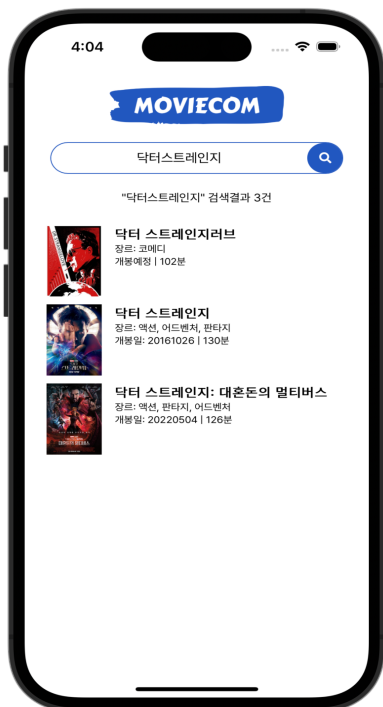 4:04
MOVIECOM
닥터스트레인지
"닥터스트레인지" 검색결과 3건
닥터 스트레인지러브
장르: 코메디
개봉예정 | 102분
닥터 스트레인지
장르: 액션, 어드벤처, 판타지
개봉일: 20161026 | 130분
닥터 스트레인지: 대혼돈의 멀티버스
장르: 액션, 판타지, 어드벤처
개봉일: 20220504 | 126분